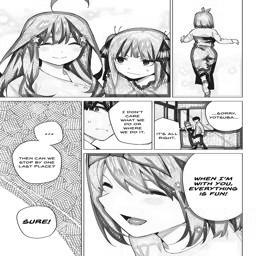 ...SORRY,
YOTSUBA...
I DON'T
CARE
WHAT WE
DO OR
WHERE
WE DO IT.
IT'S ALL
RIGHT.
WHEN I'M
WITH YOU,
EVERYTHING
IS FUN!
...
THEN CAN WE
STOP BY ONE
LAST PLACE?
SURE!